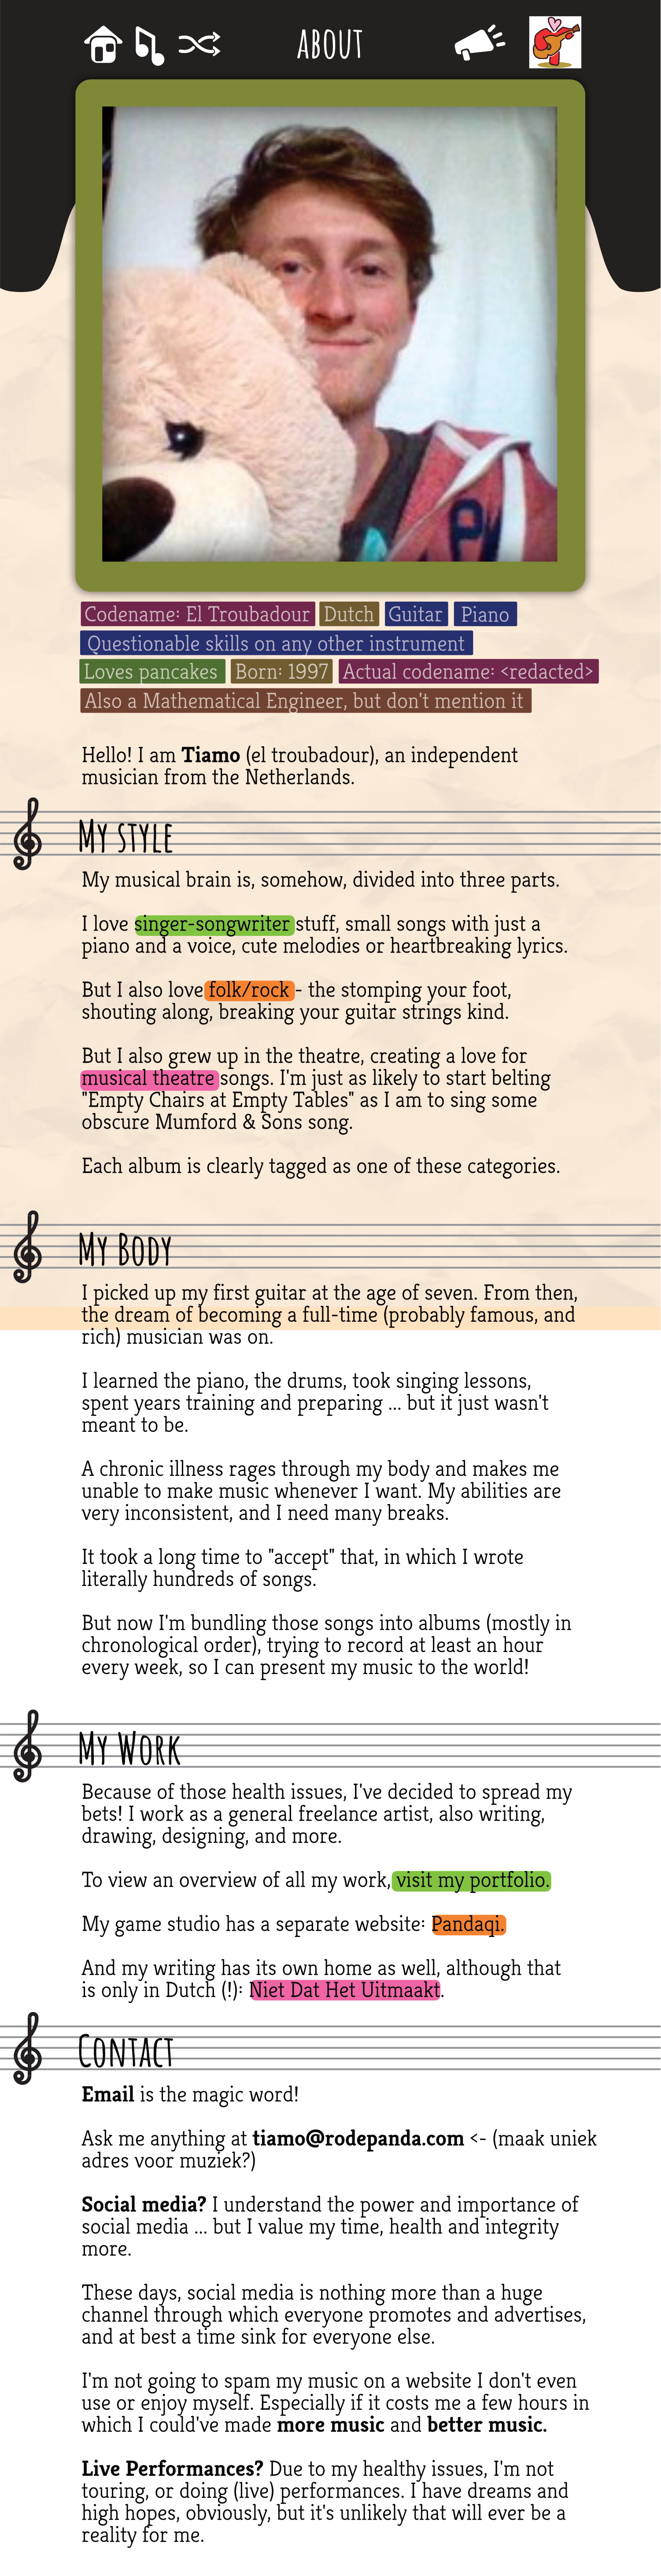 ABOUT
Codename: El Troubadour Dutch Guitar Piano
Questionable skills on any other instrument
Loves pancakes Born: 1997 Actual codename: <redacted>
Also a Mathematical Engineer, but don't mention it
Hello! I am Tiamo (el troubadour), an independent
musician from the Netherlands.
My style
My musical brain is, somehow, divided into three parts.
I love singer-songwriter stuff, small songs with just a
piano and a voice, cute melodies or heartbreaking lyrics.
But I also love folk/rock - the stomping your foot,
shouting along, breaking your guitar strings kind.
But I also grew up in the theatre, creating a love for
musical theatre songs. I'm just as likely to start belting
"Empty Chairs at Empty Tables" as I am to sing some
obscure Mumford & Sons song.
Each album is clearly tagged as one of these categories.
My Body
I picked up my first guitar at the age of seven. From then,
the dream of becoming a full-time (probably famous, and
rich) musician was on.
I learned the piano, the drums, took singing lessons,
spent years training and preparing ... but it just wasn't
meant to be.
A chronic illness rages through my body and makes me
unable to make music whenever I want. My abilities are
very inconsistent, and I need many breaks.
It took a long time to "accept" that, in which I wrote
literally hundreds of songs.
But now I'm bundling those songs into albums (mostly in
chronological order), trying to record at least an hour
every week, so I can present my music to the world!
My Work
Because of those health issues, I've decided to spread my
bets! I work as a general freelance artist, also writing,
drawing, designing, and more.
To view an overview of all my work, visit my portfolio.
My game studio has a separate website: Pandaqi.
And my writing has its own home as well, although that
is only in Dutch (!): Niet Dat Het Uitmaakt.
Contact
Email is the magic word!
Ask me anything at tiamo@rodepanda.com <- (maak uniek
adres voor muziek?)
Social media? I understand the power and importance of
social media ... but I value my time, health and integrity
more.
These days, social media is nothing more than a huge
channel through which everyone promotes and advertises,
and at best a time sink for everyone else.
I'm not going to spam my music on a website I don't even
use or enjoy myself. Especially if it costs me a few hours in
which I could've made more music and better music.
Live Performances? Due to my healthy issues, I'm not
touring, or doing (live) performances. I have dreams and
high hopes, obviously, but it's unlikely that will ever be a
reality for me.